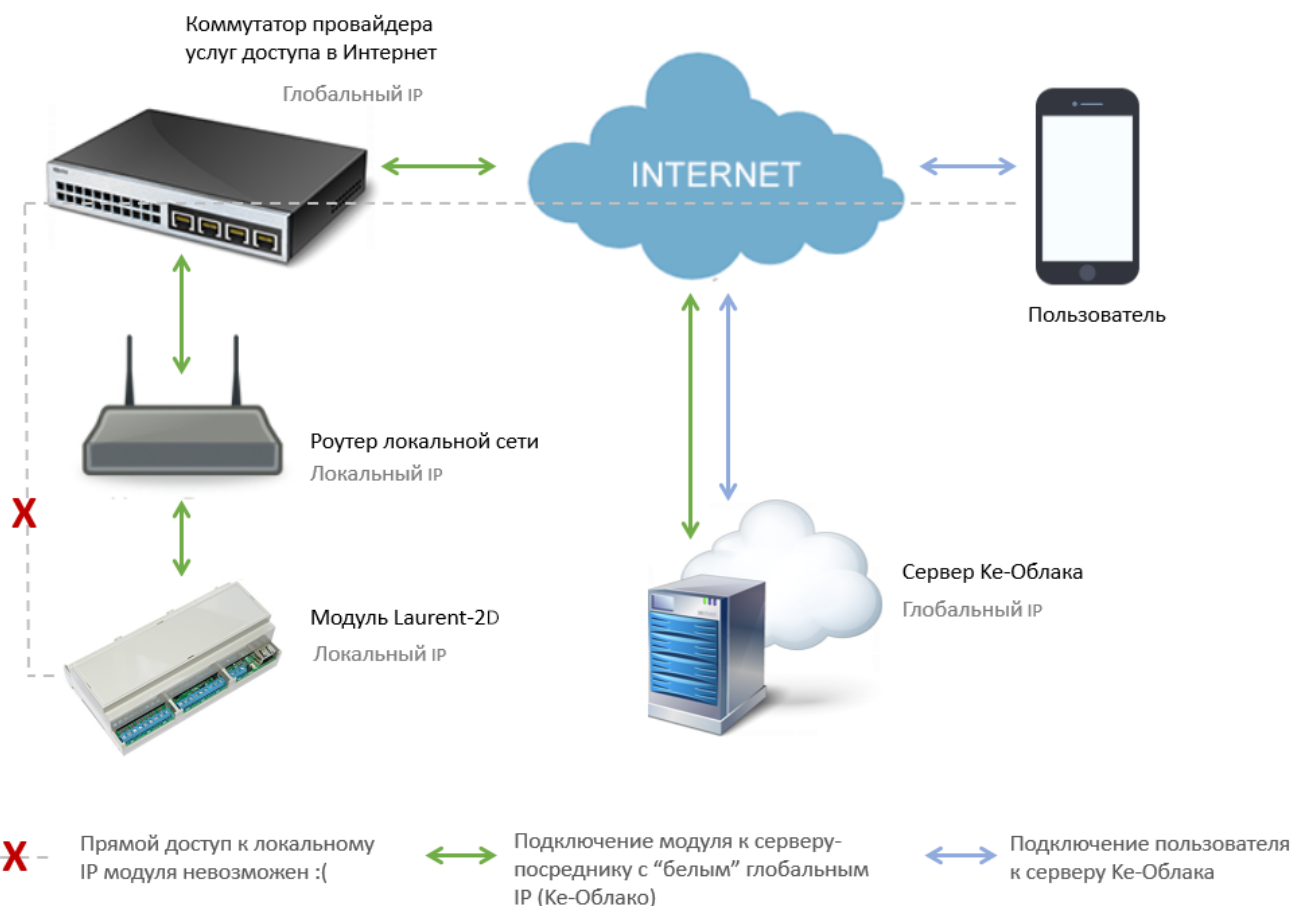 Коммутатор провайдера
услуг доступа в Интернет
Глобальный IP
INTERNET
Пользователь
Роутер локальной сети
Локальный IP
X
Модуль Laurent-2D
Локальный IP
Сервер Ке-Облака
Глобальный IP
X
Прямой доступ к локальному
IP модуля невозможен :(
Подключение модуля к серверу-
посреднику с “белым” глобальным
IP (Ке-Облако)
Подключение пользователя
к серверу Ке-Облака